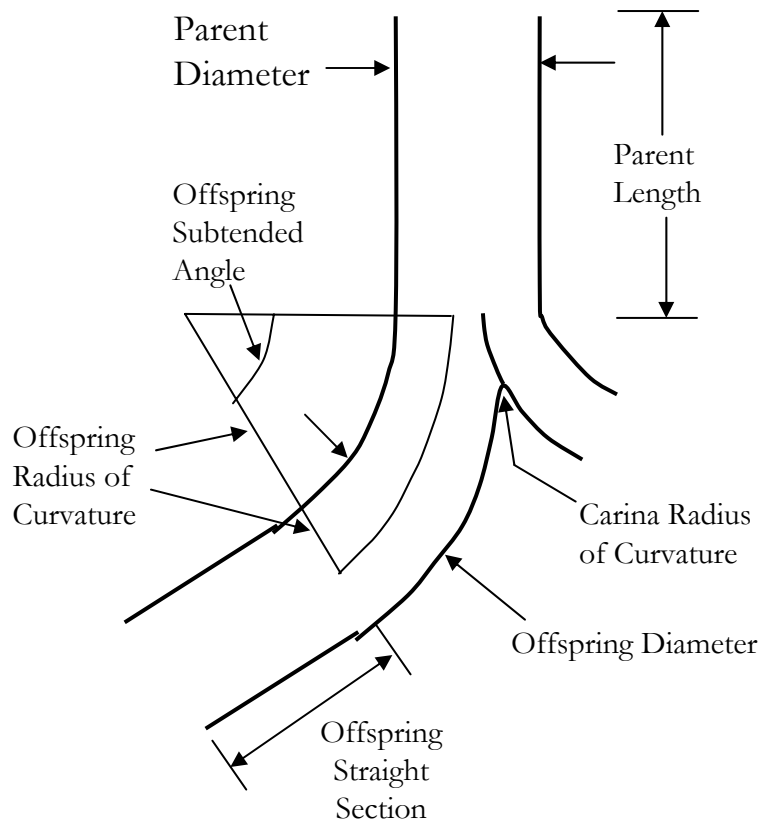 Parent
Diameter
Parent
Length
Offspring
Subtended
Angle
Offspring
Radius of
Curvature
Carina Radius
of Curvature
Offspring Diameter
Offspring
Straight
Section